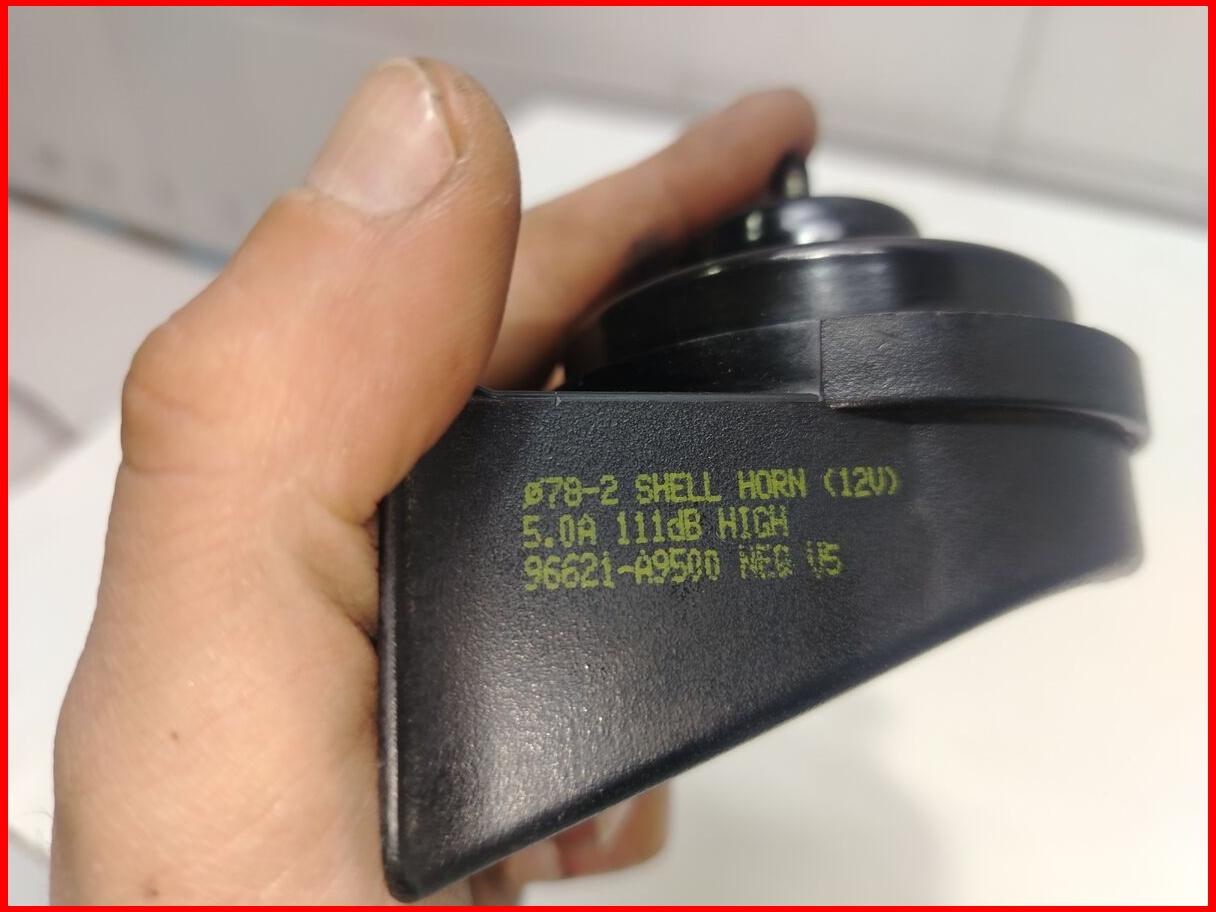 ø78-2 SHELL HORN (12V)
5.0A 111dB HIGH
96621-A9500 NEG V5